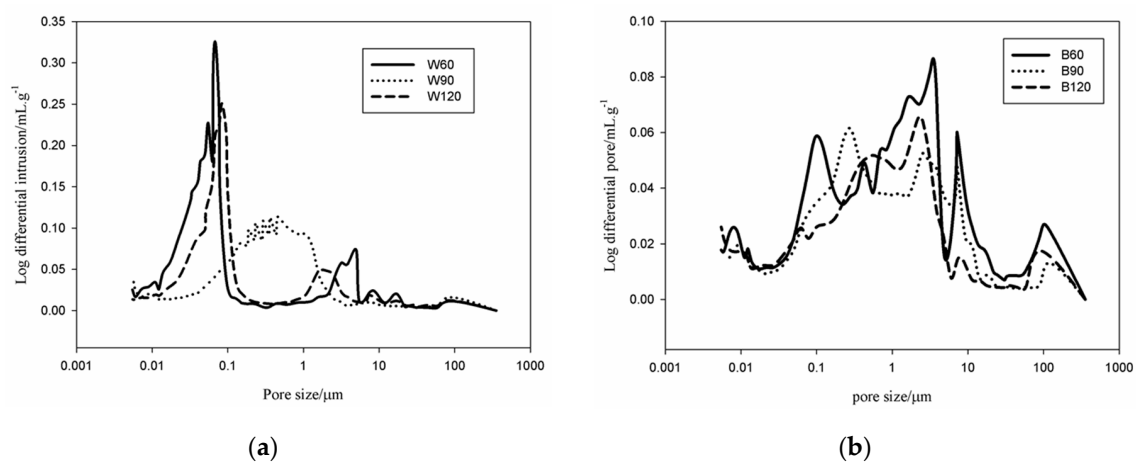 0.35
0.30
0.25
0.20
0.15
0.10
0.05
0.00
Log differential intrusion/mL.g-1
W60
W90
W120
0.001 0.01 0.1 1 10 100 1000
Pore size/μm
(a)
0.10
0.08
0.06
0.04
0.02
0.00
Log differential pore/mL.g-1
B60
B90
B120
0.001 0.01 0.1 1 10 100 1000
pore size/μm
(b)